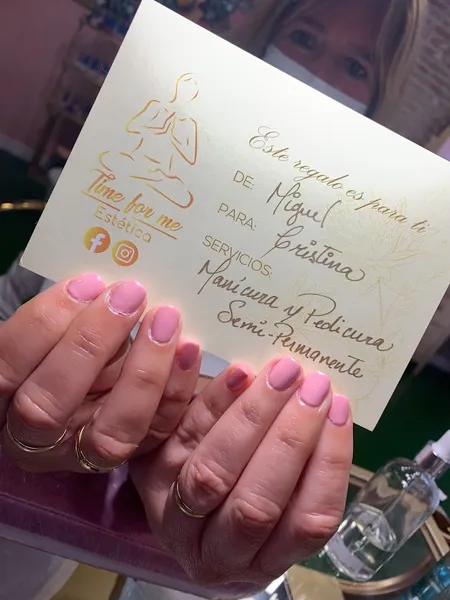 Time for me
Estética
Este regalo es para ti
DE: Miguel
PARA: Cristina
SERVICIOS:
Manicura y Pedicura
Semi-Permanente